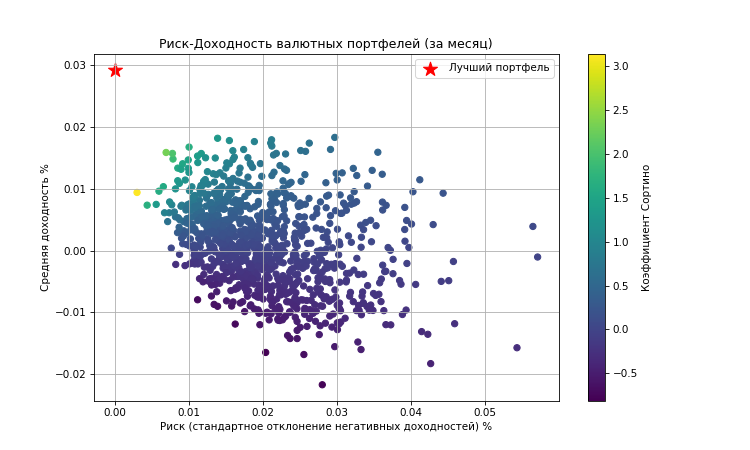 Риск-Доходность валютных портфелей (за месяц)
Лучший портфель
Средняя доходность %
0.03
0.02
0.01
0.00
−0.01
−0.02
0.00 0.01 0.02 0.03 0.04 0.05
Риск (стандартное отклонение негативных доходностей) %
3.0
2.5
2.0
1.5
1.0
0.5
0.0
−0.5
Коэффициент Сортино